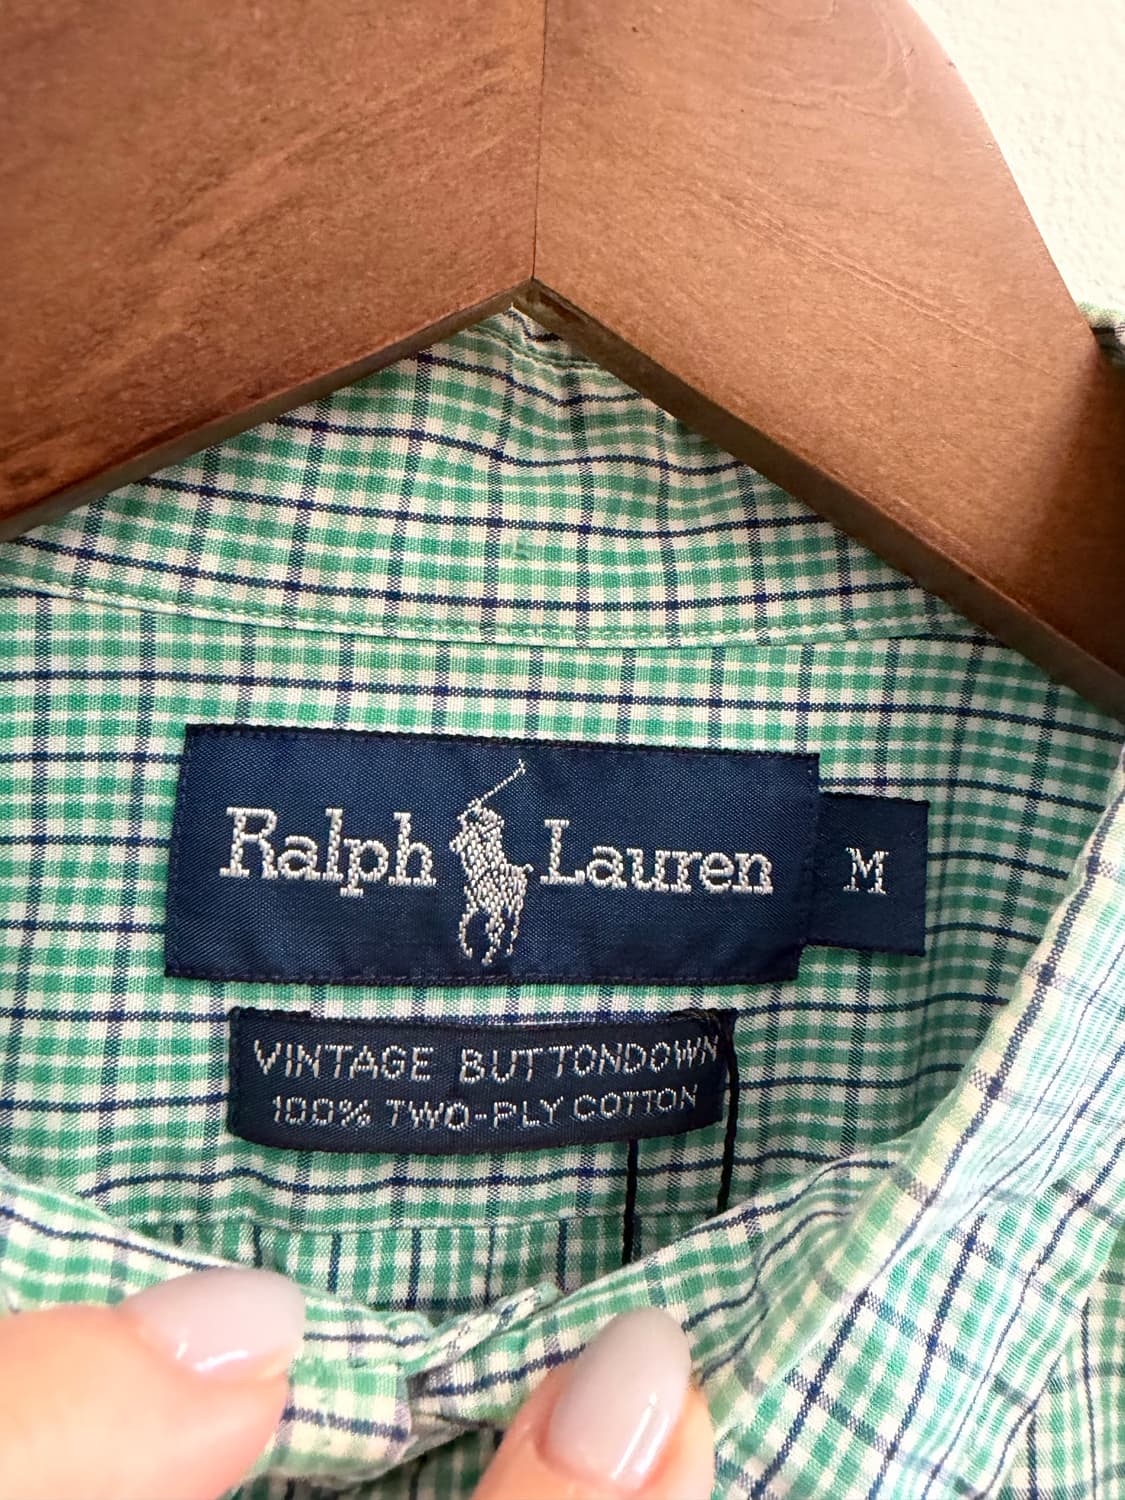 Ralph Lauren
M
VINTAGE BUTTONDOWN
100% TWO-PLY COTTON